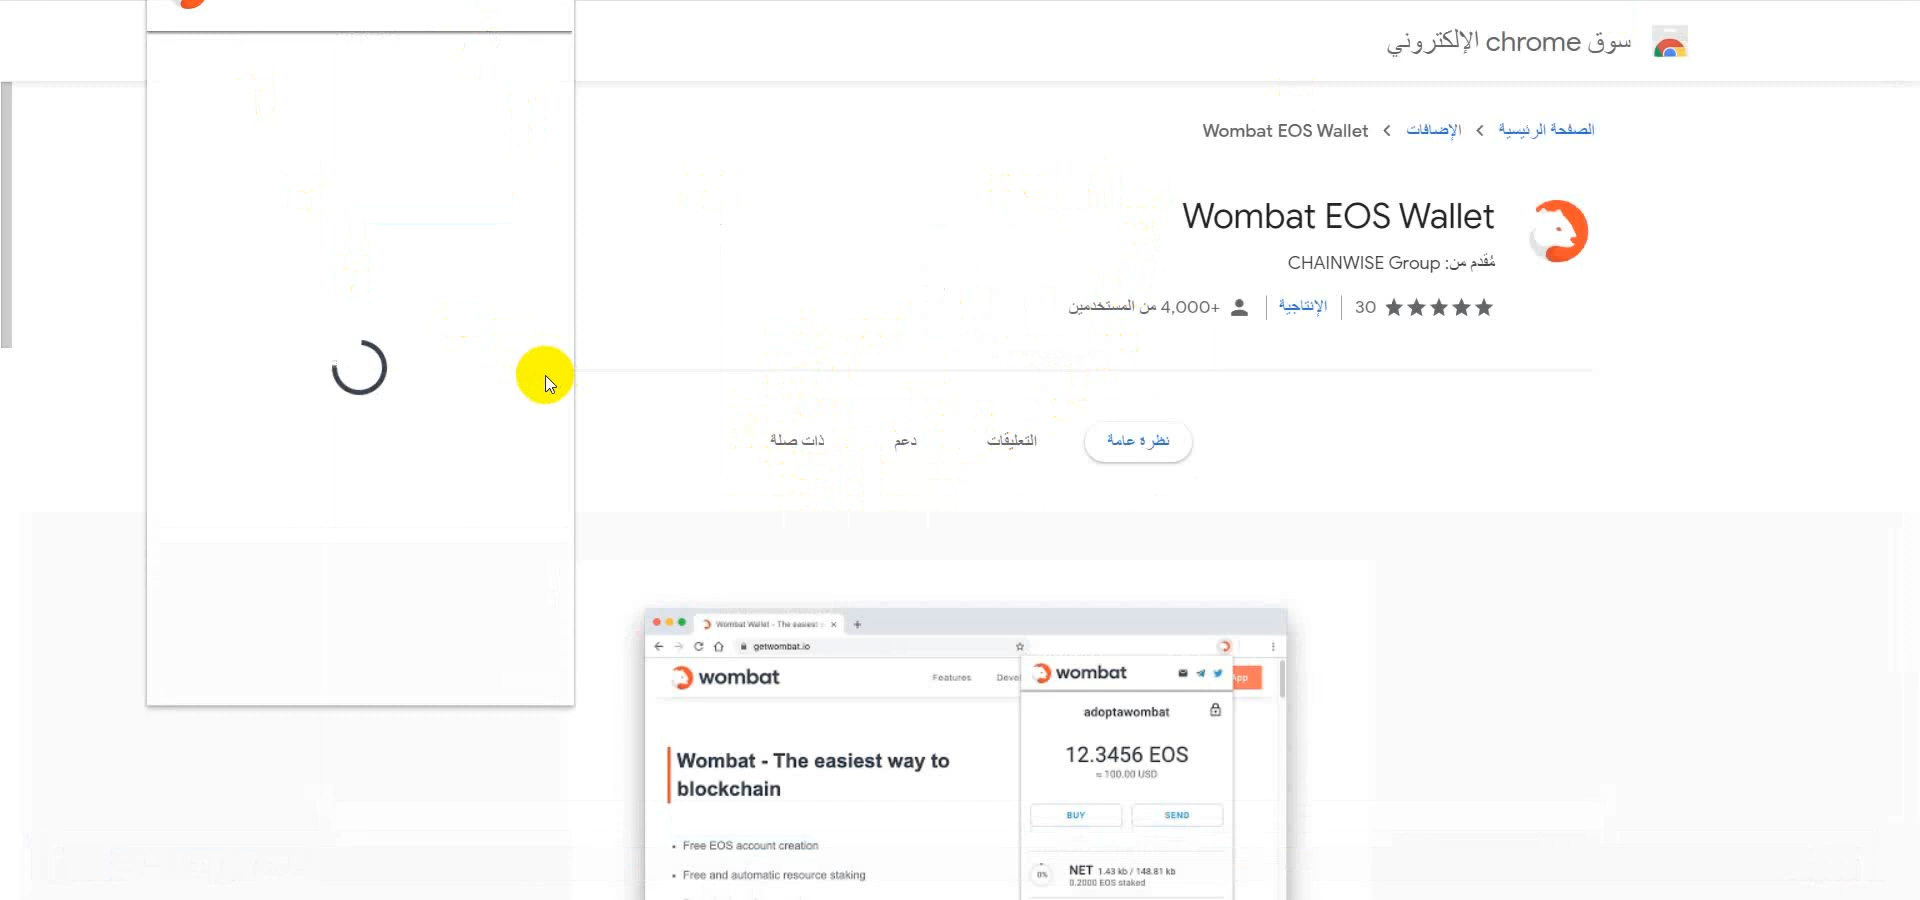 سوق chrome الإلكتروني
الصفحة الرئيسية > الإضافات > Wombat EOS Wallet
Wombat EOS Wallet
مُقدم من: CHAINWISE Group
30 | الإنتاجية | 4,000+ من المستخدمين
نظرة عامة
التعليقات
دعم
ذات صلة
Wombat Wallet - The easiest
getwombat.io
wombat
Features
wombat
App
adoptawombat
12.3456 EOS
≈ 100.00 USD
Wombat - The easiest way to
blockchain
BUY
SEND
• Free EOS account creation
• Free and automatic resource staking
0%
NET 1.43 kb / 148.81 kb
0.2000 EOS staked